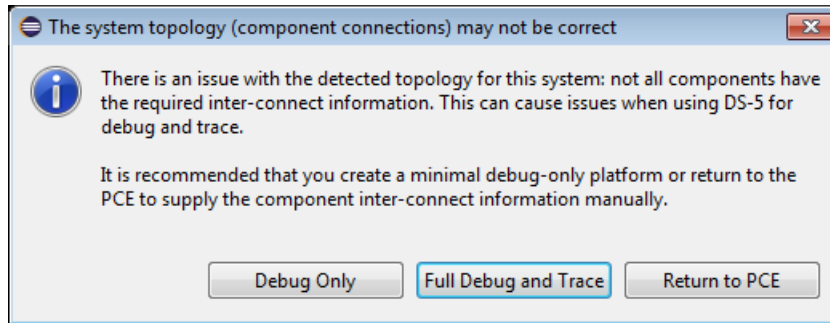 The system topology (component connections) may not be correct
There is an issue with the detected topology for this system: not all components have
the required inter-connect information. This can cause issues when using DS-5 for
debug and trace.
It is recommended that you create a minimal debug-only platform or return to the
PCE to supply the component inter-connect information manually.
Debug Only
Full Debug and Trace
Return to PCE